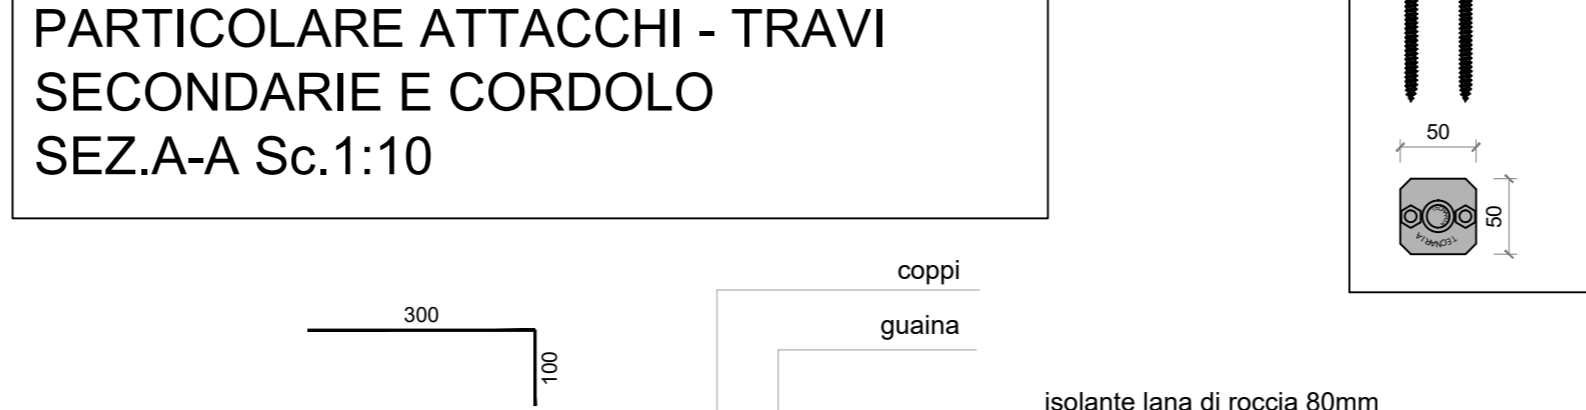 PARTICOLARE ATTACCHI - TRAVI
SECONDARIE E CORDOLO
SEZ.A-A Sc.1:10
50
50
TECNARIA
coppi
300
guaina
100
isolante lana di roccia 80mm